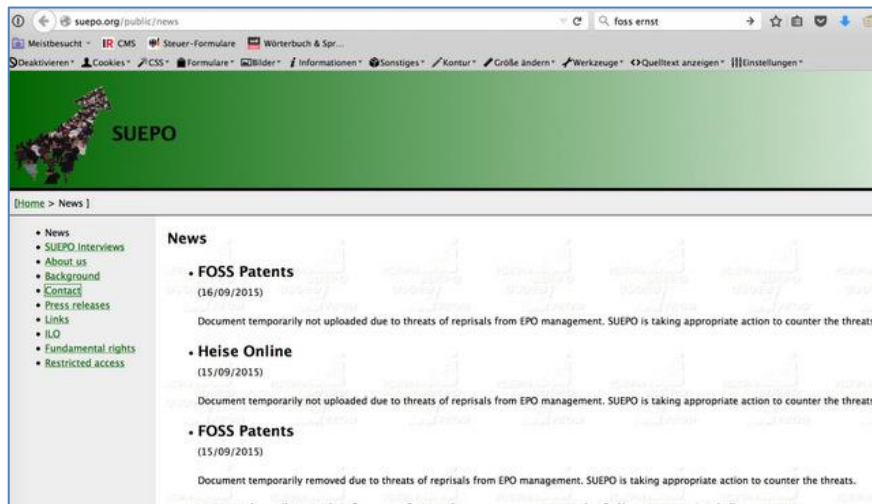 suepo.org/public/news
foss ernst
Meistbesucht IR CMS Steuer-Formulare Wörterbuch & Spr...
Deaktivieren Cookies CSS Formulare Bilder Informationen Sonstiges Kontur Größe ändern Werkzeuge Quelltext anzeigen Einstellungen
SUEPO
[Home > News ]
• News
• SUEPO Interviews
• About us
• Background
• Contact
• Press releases
• Links
• ILO
• Fundamental rights
• Restricted access
News
• FOSS Patents
(16/09/2015)
Document temporarily not uploaded due to threats of reprisals from EPO management. SUEPO is taking appropriate action to counter the threats
• Heise Online
(15/09/2015)
Document temporarily not uploaded due to threats of reprisals from EPO management. SUEPO is taking appropriate action to counter the threats
• FOSS Patents
(15/09/2015)
Document temporarily removed due to threats of reprisals from EPO management. SUEPO is taking appropriate action to counter the threats.